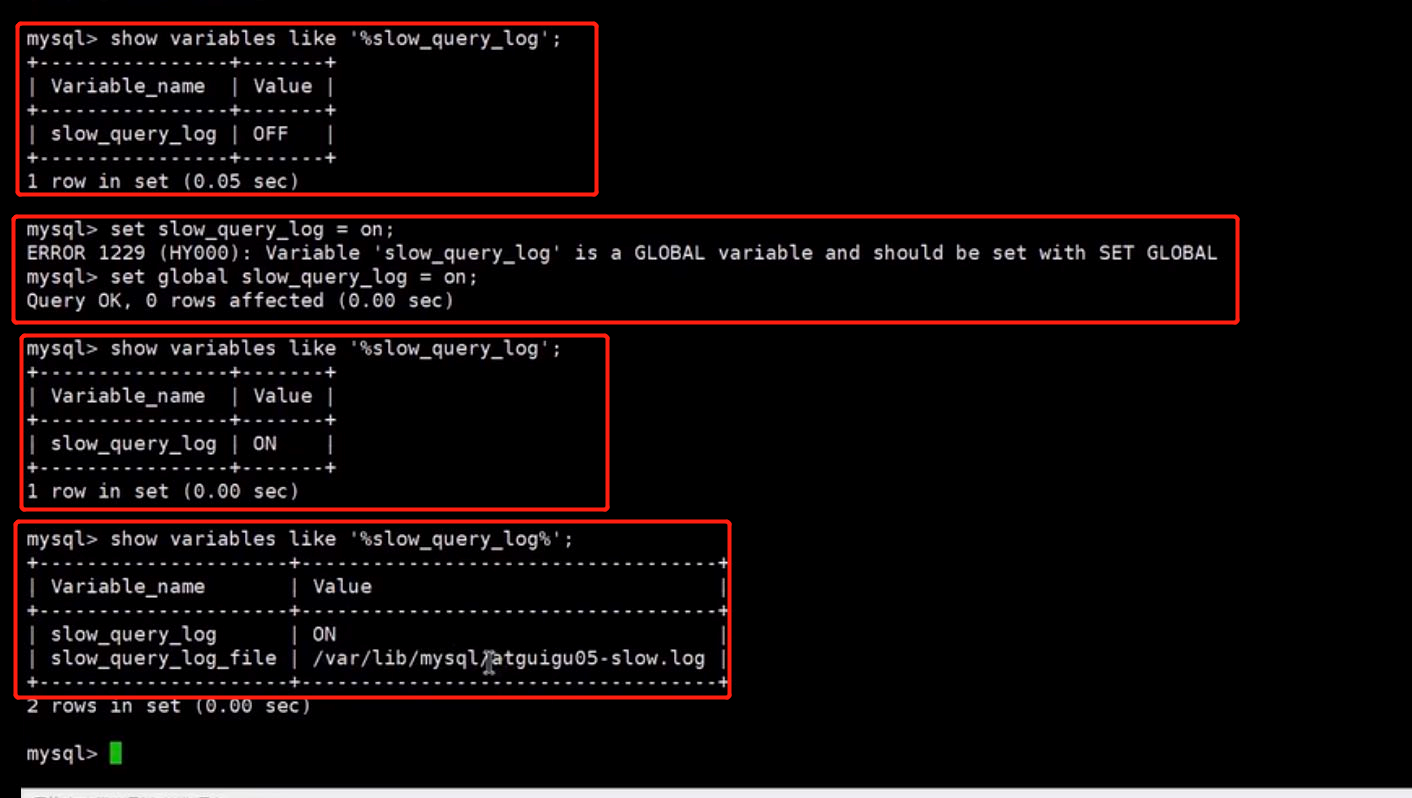 mysql> show variables like '%slow_query_log';
+----------------+-------+
| Variable_name  | Value |
+----------------+-------+
| slow_query_log | OFF   |
+----------------+-------+
1 row in set (0.05 sec)
mysql> set slow_query_log = on;
ERROR 1229 (HY000): Variable 'slow_query_log' is a GLOBAL variable and should be set with SET GLOBAL
mysql> set global slow_query_log = on;
Query OK, 0 rows affected (0.00 sec)
mysql> show variables like '%slow_query_log';
+----------------+-------+
| Variable_name  | Value |
+----------------+-------+
| slow_query_log | ON    |
+----------------+-------+
1 row in set (0.00 sec)
mysql> show variables like '%slow_query_log%';
+---------------------+-----------------------------------+
| Variable_name       | Value                             |
+---------------------+-----------------------------------+
| slow_query_log      | ON                                |
| slow_query_log_file | /var/lib/mysql/atguigu05-slow.log |
+---------------------+-----------------------------------+
2 rows in set (0.00 sec)
mysql>